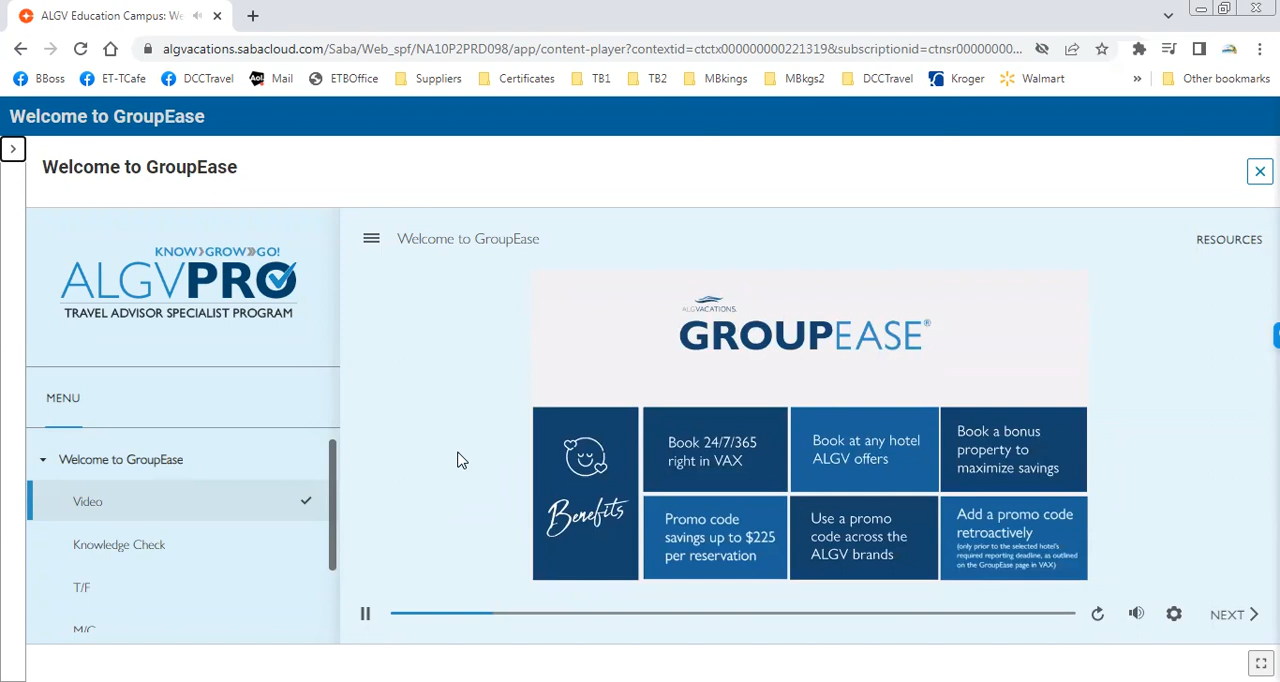 ALGV Education Campus: We
algvacations.sabacloud.com/Saba/Web_spf/NA10P2PRD098/app/content-player?contextid=ctctx000000000221319&subscriptionid=ctnsr00000000...
BBoss ET-TCafe DCCTravel Mail ETBOffice Suppliers Certificates TB1 TB2 MBkings MBkgs2 DCCTravel Kroger Walmart » Other bookmarks
Welcome to GroupEase
Welcome to GroupEase
KNOW GROW GO!
ALGVPRO
TRAVEL ADVISOR SPECIALIST PROGRAM
MENU
Welcome to GroupEase
Video
Knowledge Check
T/F
M/C
Welcome to GroupEase
RESOURCES
ALGVACATIONS.
GROUPEASE®
Benefits
Book 24/7/365
right in VAX
Book at any hotel
ALGV offers
Book a bonus
property to
maximize savings
Promo code
savings up to $225
per reservation
Use a promo
code across the
ALGV brands
Add a promo code
retroactively
(only prior to the selected hotel's
required reporting deadline, as outlined
on the GroupEase page in VAX)
NEXT